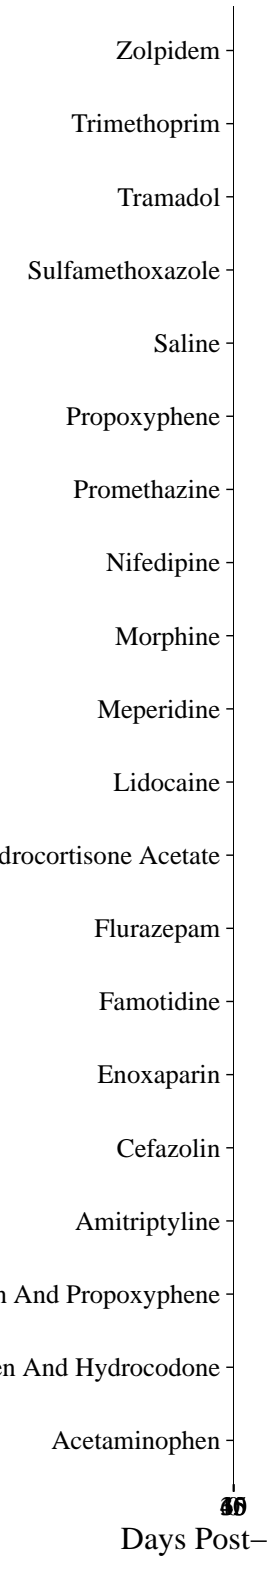 Zolpidem
Trimethoprim
Tramadol
Sulfamethoxazole
Saline
Propoxyphene
Promethazine
Nifedipine
Morphine
Meperidine
Lidocaine
drocortisone Acetate
Flurazepam
Famotidine
Enoxaparin
Cefazolin
Amitriptyline
n And Propoxyphene
en And Hydrocodone
Acetaminophen
Days Post–